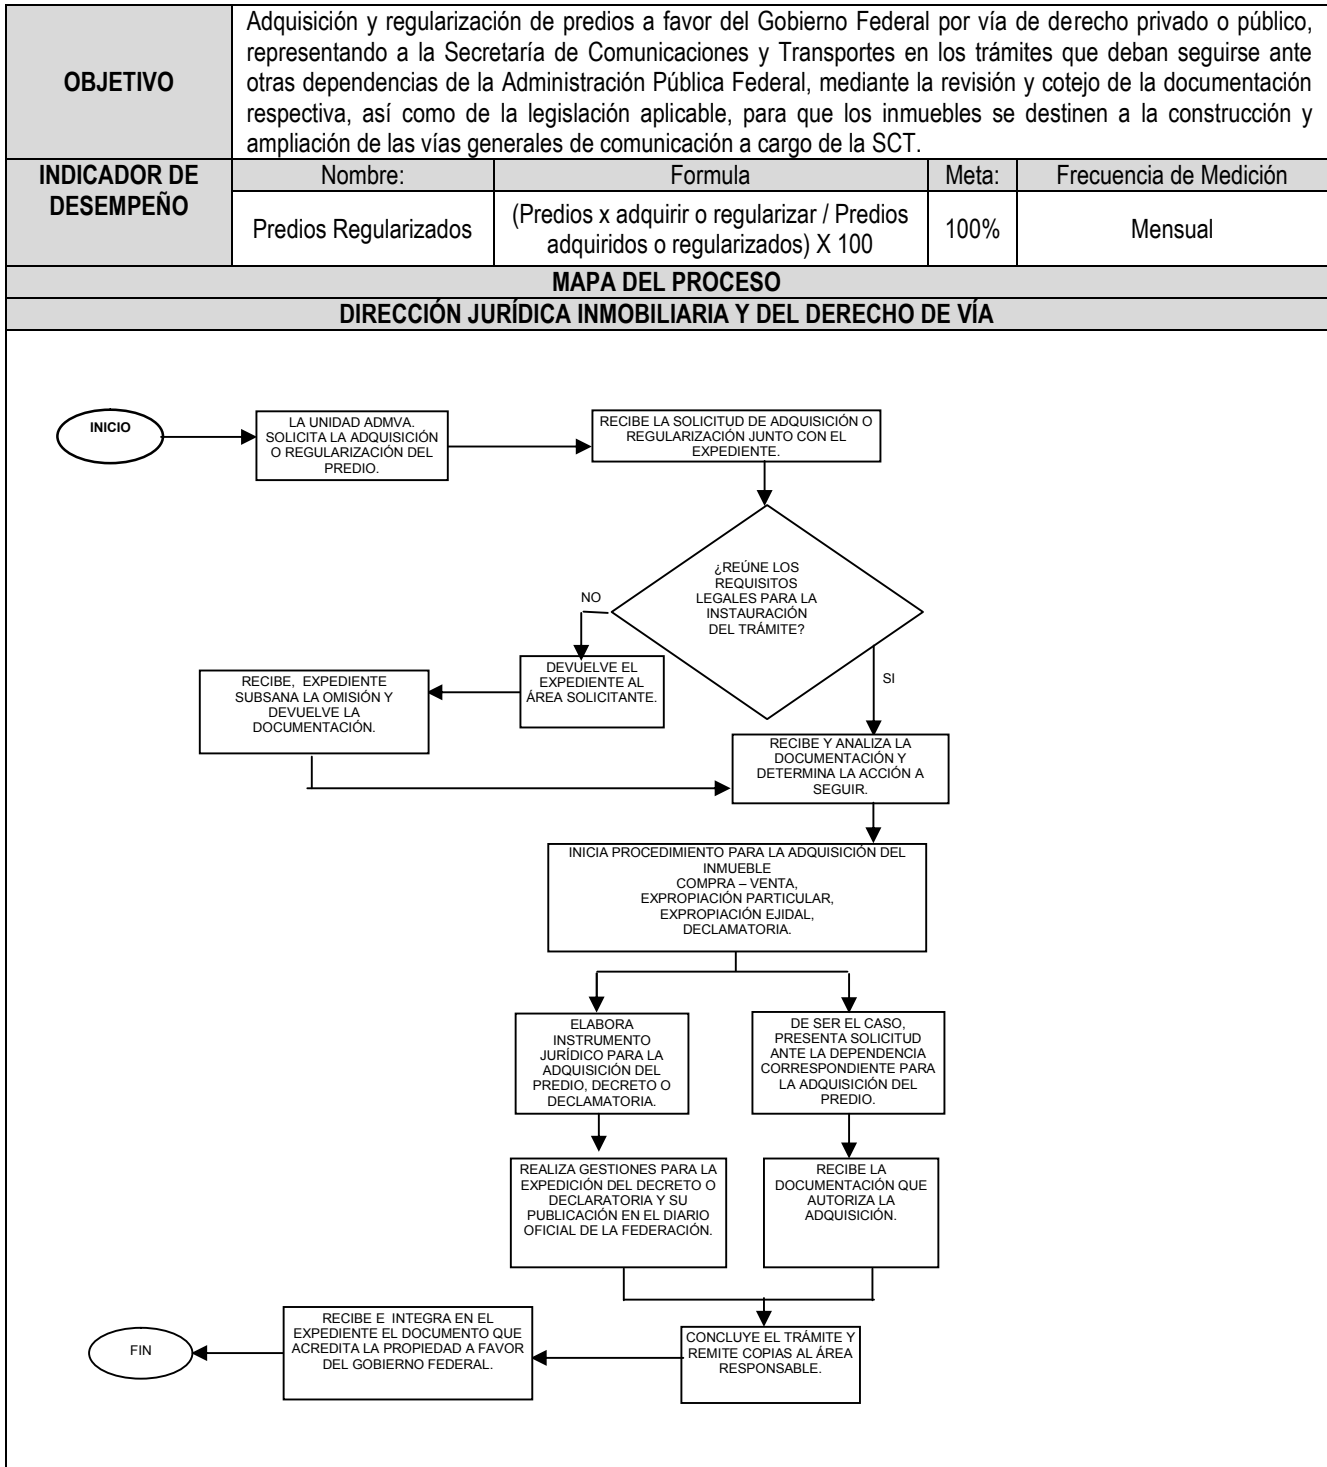 OBJETIVO
Adquisición y regularización de predios a favor del Gobierno Federal por vía de derecho privado o público,
representando a la Secretaría de Comunicaciones y Transportes en los trámites que deban seguirse ante
otras dependencias de la Administración Pública Federal, mediante la revisión y cotejo de la documentación
respectiva, así como de la legislación aplicable, para que los inmuebles se destinen a la construcción y
ampliación de las vías generales de comunicación a cargo de la SCT.
INDICADOR DE
DESEMPEÑO
Nombre:
Formula
Meta:
Frecuencia de Medición
Predios Regularizados
(Predios x adquirir o regularizar / Predios
adquiridos o regularizados) X 100
100%
Mensual
MAPA DEL PROCESO
DIRECCIÓN JURÍDICA INMOBILIARIA Y DEL DERECHO DE VÍA
INICIO
LA UNIDAD ADMVA.
SOLICITA LA ADQUISICIÓN
O REGULARIZACIÓN DEL
PREDIO.
RECIBE LA SOLICITUD DE ADQUISICIÓN O
REGULARIZACIÓN JUNTO CON EL
EXPEDIENTE.
¿REÚNE LOS
REQUISITOS
LEGALES PARA LA
INSTAURACIÓN
DEL TRÁMITE?
NO
SI
DEVUELVE EL
EXPEDIENTE AL
ÁREA SOLICITANTE.
RECIBE, EXPEDIENTE
SUBSANA LA OMISIÓN Y
DEVUELVE LA
DOCUMENTACIÓN.
RECIBE Y ANALIZA LA
DOCUMENTACIÓN Y
DETERMINA LA ACCIÓN A
SEGUIR.
INICIA PROCEDIMIENTO PARA LA ADQUISICIÓN DEL
INMUEBLE
COMPRA – VENTA,
EXPROPIACIÓN PARTICULAR,
EXPROPIACIÓN EJIDAL,
DECLAMATORIA.
ELABORA
INSTRUMENTO
JURÍDICO PARA LA
ADQUISICIÓN DEL
PREDIO, DECRETO O
DECLAMATORIA.
DE SER EL CASO,
PRESENTA SOLICITUD
ANTE LA DEPENDENCIA
CORRESPONDIENTE PARA
LA ADQUISICIÓN DEL
PREDIO.
REALIZA GESTIONES PARA LA
EXPEDICIÓN DEL DECRETO O
DECLARATORIA Y SU
PUBLICACIÓN EN EL DIARIO
OFICIAL DE LA FEDERACIÓN.
RECIBE LA
DOCUMENTACIÓN QUE
AUTORIZA LA
ADQUISICIÓN.
CONCLUYE EL TRÁMITE Y
REMITE COPIAS AL ÁREA
RESPONSABLE.
RECIBE E INTEGRA EN EL
EXPEDIENTE EL DOCUMENTO QUE
ACREDITA LA PROPIEDAD A FAVOR
DEL GOBIERNO FEDERAL.
FIN